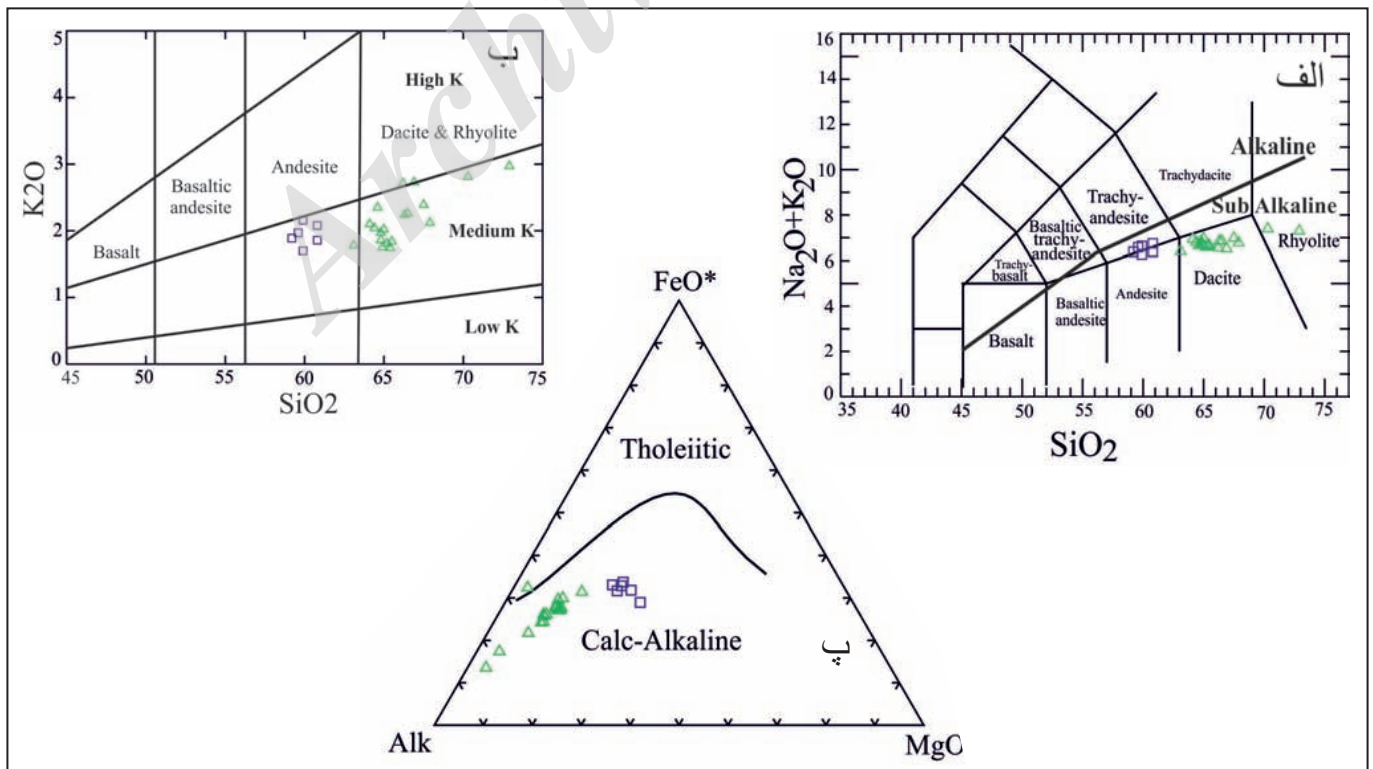 5
4
3
2
1
0
K2O
ب
High K
Dacite & Rhyolite
Andesite
Basaltic
andesite
Medium K
Basalt
Low K
45
50
55
60
65
70
75
SiO2
16
14
12
10
8
6
4
2
0
Na2O+K2O
الف
Alkaline
Trachydacite
Sub Alkaline
Trachy-
andesite
Basaltic
trachy-
andesite
Rhyolite
Trachy-
basalt
Dacite
Andesite
Basaltic
andesite
Basalt
35
40
45
50
55
60
65
70
75
SiO2
FeO*
Tholeiitic
Calc-Alkaline
پ
Alk
MgO